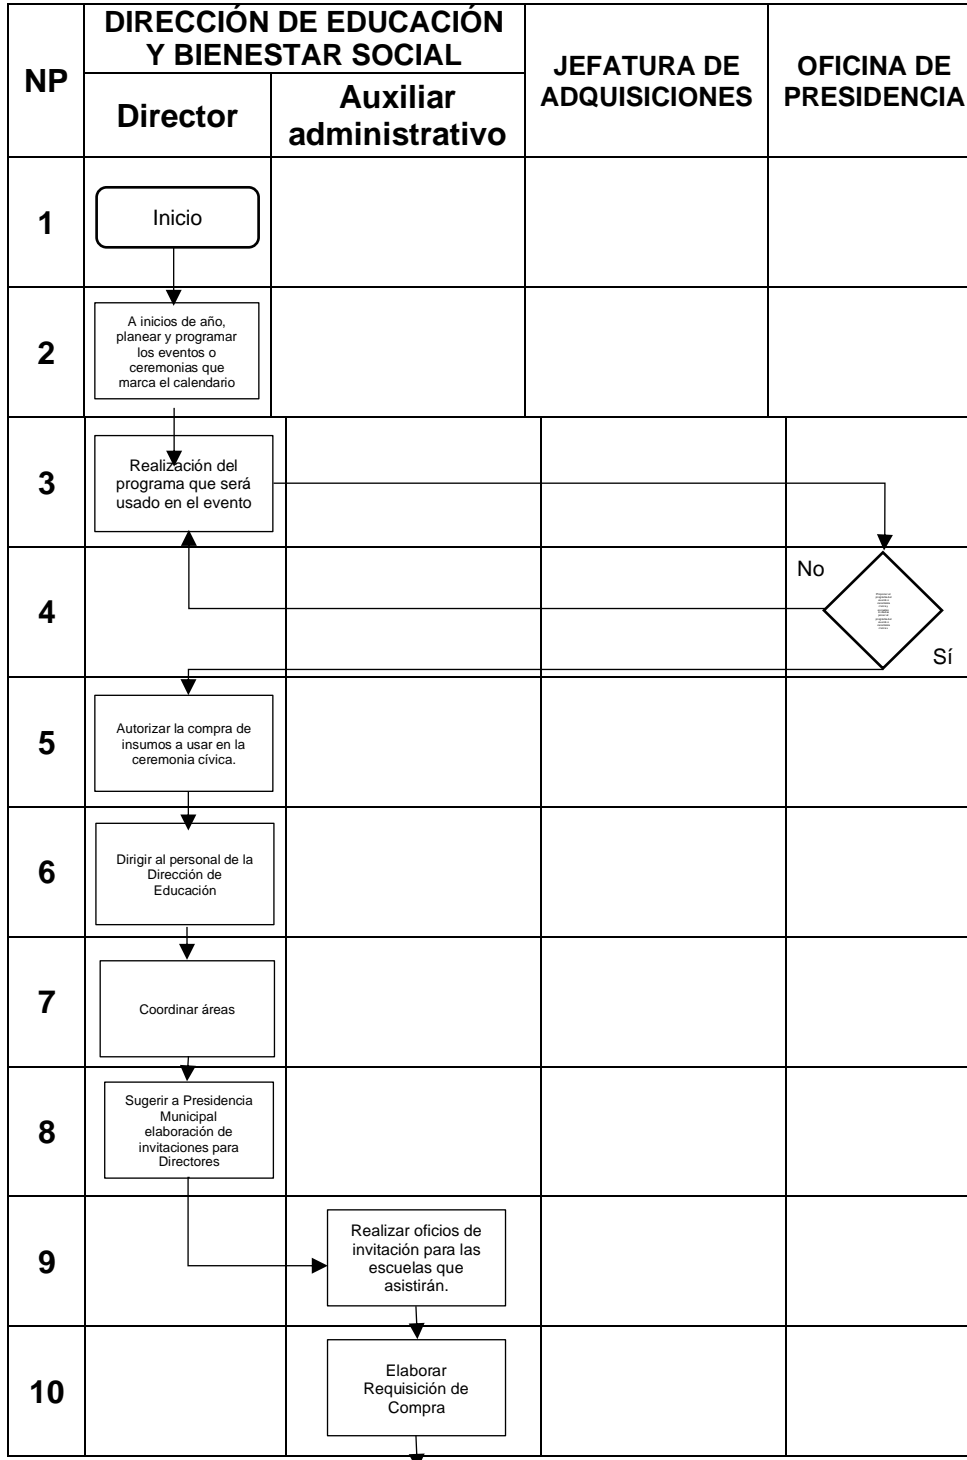 NP
DIRECCIÓN DE EDUCACIÓN
Y BIENESTAR SOCIAL
JEFATURA DE
ADQUISICIONES
OFICINA DE
PRESIDENCIA
Director
Auxiliar
administrativo
1
Inicio
2
A inicios de año,
planear y programar
los eventos o
ceremonias que
marca el calendario
3
Realización del
programa que será
usado en el evento
4
No
Sí
5
Autorizar la compra de
insumos a usar en la
ceremonia cívica.
6
Dirigir al personal de la
Dirección de
Educación
7
Coordinar áreas
8
Sugerir a Presidencia
Municipal
elaboración de
invitaciones para
Directores
9
Realizar oficios de
invitación para las
escuelas que
asistirán.
10
Elaborar
Requisición de
Compra